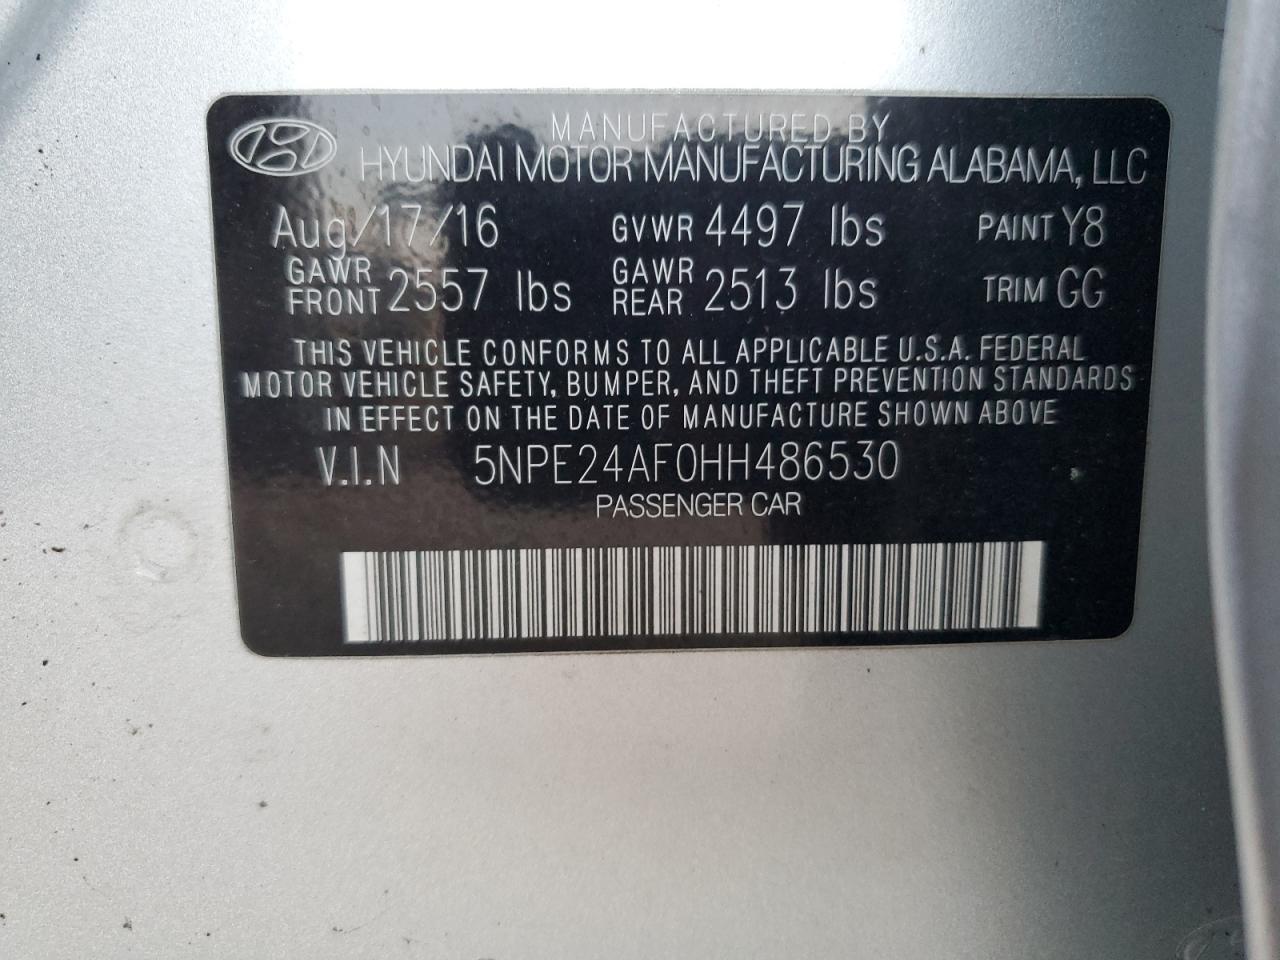 MANUFACTURED BY
HYUNDAI MOTOR MANUFACTURING ALABAMA, LLC
Aug/17/16 GVWR 4497 lbs PAINT Y8
GAWR FRONT 2557 lbs GAWR REAR 2513 lbs TRIM GG
THIS VEHICLE CONFORMS TO ALL APPLICABLE U.S.A. FEDERAL
MOTOR VEHICLE SAFETY, BUMPER, AND THEFT PREVENTION STANDARDS
IN EFFECT ON THE DATE OF MANUFACTURE SHOWN ABOVE
V.I.N 5NPE24AF0HH486530
PASSENGER CAR